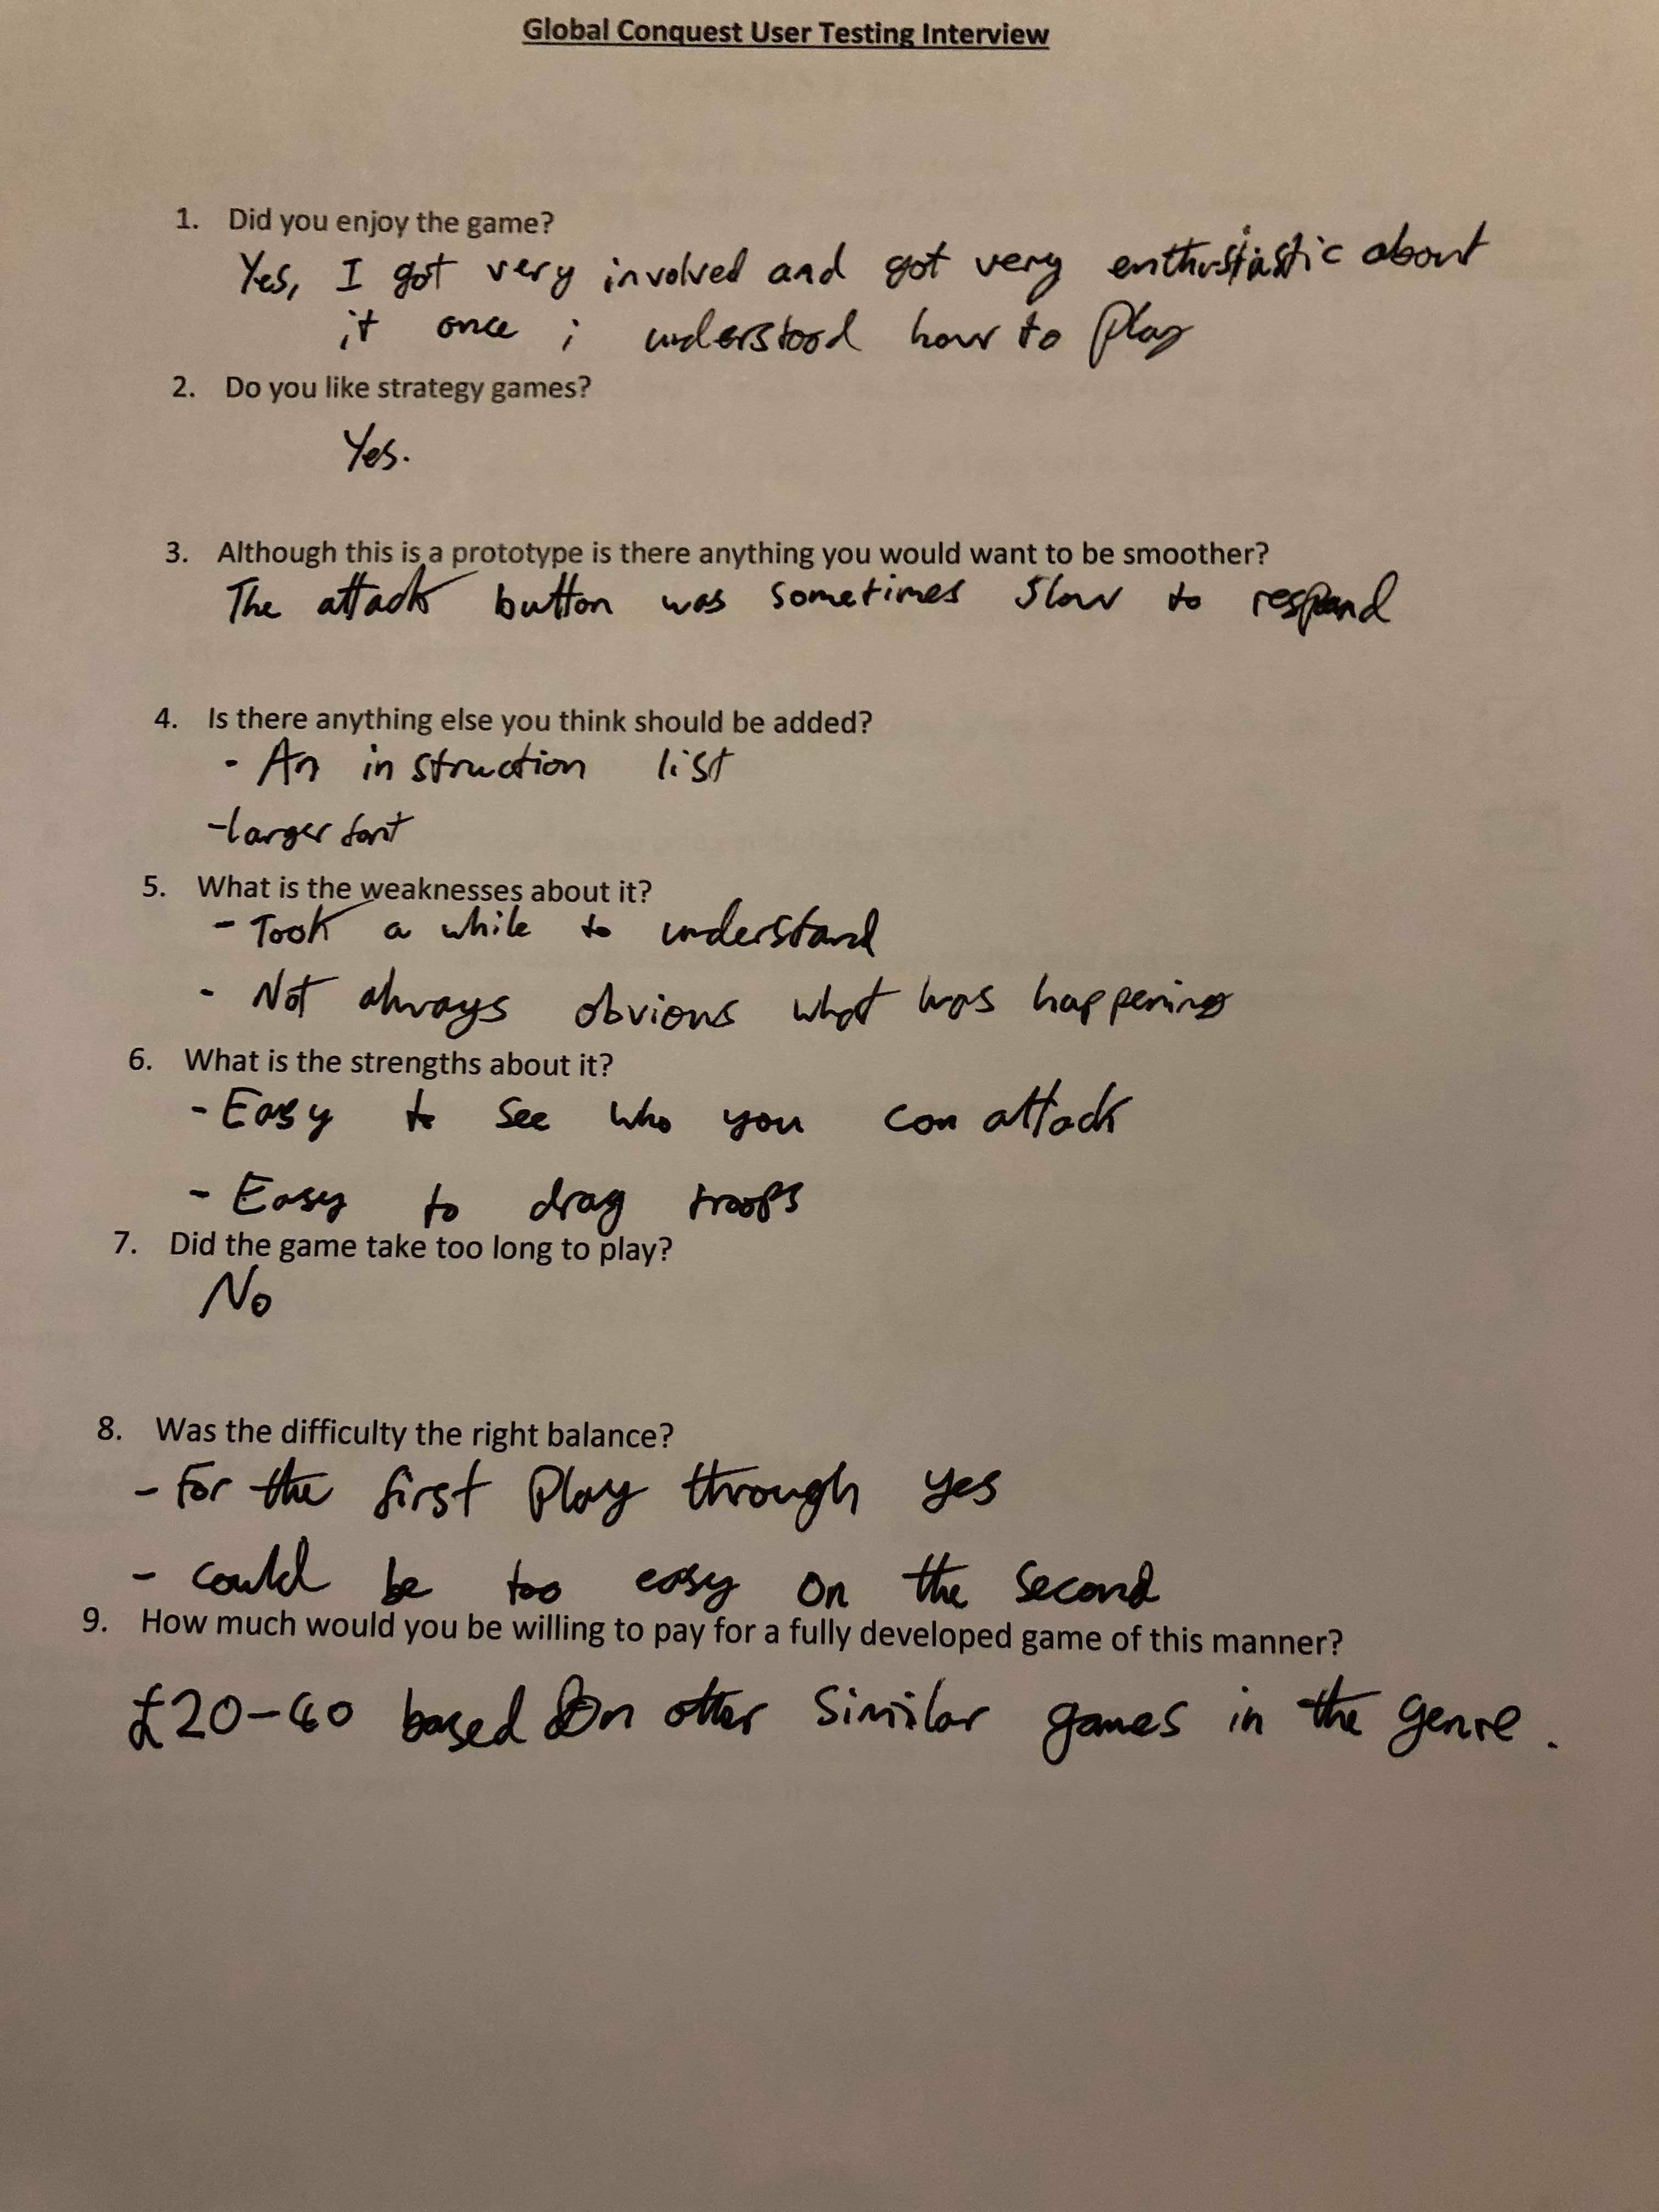 Global Conquest User Testing Interview
1. Did you enjoy the game?
Yes, I got very involved and got very enthustiastic about
it once i understood how to play
2. Do you like strategy games?
Yes.
3. Although this is a prototype is there anything you would want to be smoother?
The attack button was sometimes slow to respond
4. Is there anything else you think should be added?
- An instruction list
- larger font
5. What is the weaknesses about it?
- Took a while to understand
- Not always obvious what was happening
6. What is the strengths about it?
- Easy to see who you can attack
- Easy to drag troops
7. Did the game take too long to play?
No
8. Was the difficulty the right balance?
- For the first play through yes
- could be too easy on the second
9. How much would you be willing to pay for a fully developed game of this manner?
£20-40 based on other similar games in the genre.